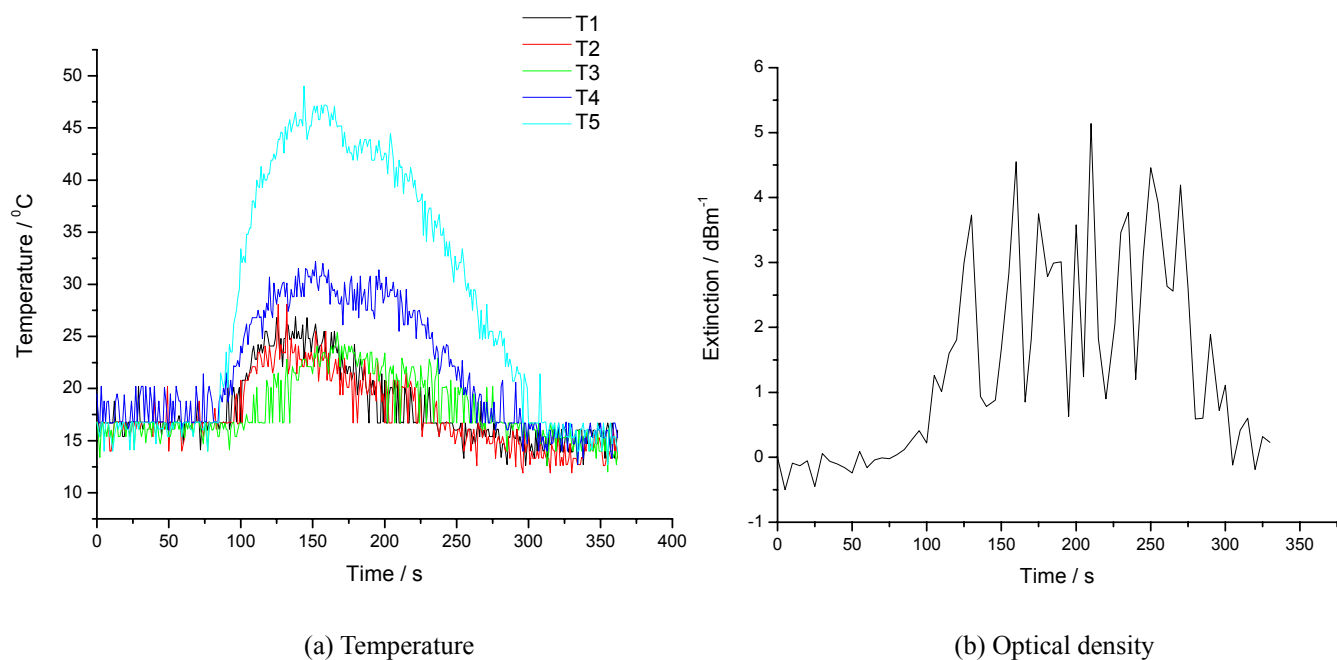 T1
T2
T3
T4
T5
50
45
40
35
30
25
20
15
10
Temperature / ⁰C
0 50 100 150 200 250 300 350 400
Time / s
(a) Temperature
6
5
4
3
2
1
0
-1
Extinction / dBm⁻¹
0 50 100 150 200 250 300 350
Time / s
(b) Optical density